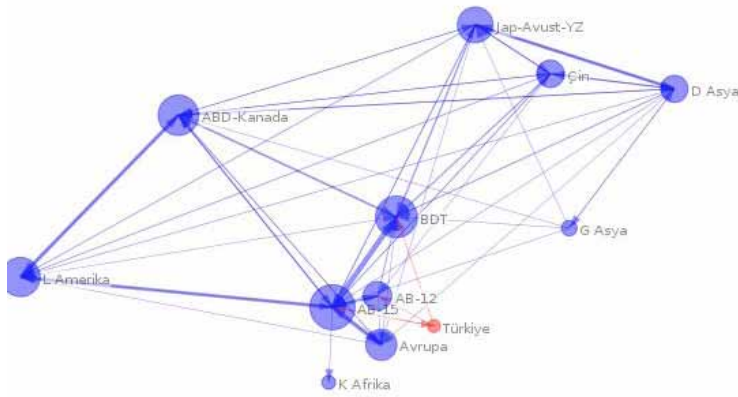 Jap-Avust-YZ
Çin
D Asya
ABD-Kanada
BDT
G Asya
L Amerika
AB-12
AB-15
Türkiye
Avrupa
K Afrika